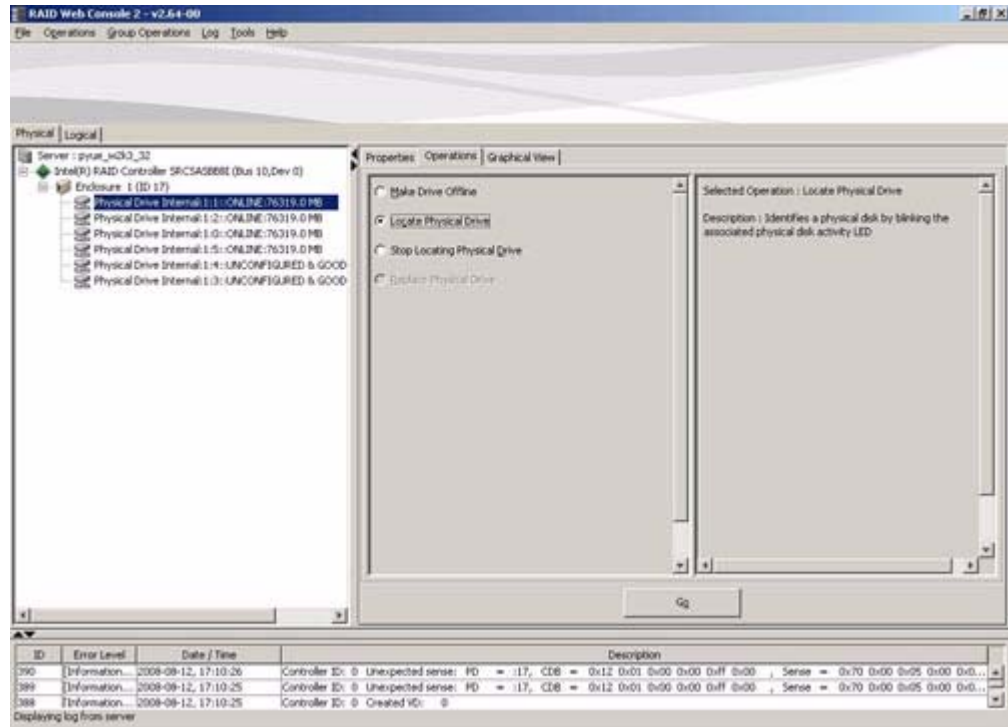 RAID Web Console 2 - v2.64-00
File Operations Group Operations Log Tools Help
Physical Logical
Server : pyue_w2k3_32
Intel(R) RAID Controller SRCSAS888I (Bus 10,Dev 0)
Enclosure 1 (ID 17)
Physical Drive Internal:1:1::ONLINE:76319.0 MB
Physical Drive Internal:1:2::ONLINE:76319.0 MB
Physical Drive Internal:1:0::ONLINE:76319.0 MB
Physical Drive Internal:1:5::ONLINE:76319.0 MB
Physical Drive Internal:1:4::UNCONFIGURED & GOOD
Physical Drive Internal:1:3::UNCONFIGURED & GOOD
Properties Operations Graphical View
Make Drive Offline
Locate Physical Drive
Stop Locating Physical Drive
Replace Physical Drive
Selected Operation : Locate Physical Drive
Description : Identifies a physical disk by blinking the
associated physical disk activity LED
Go
ID Error Level Date / Time Description
390 [Information... 2008-08-12, 17:10:26 Controller ID: 0 Unexpected sense: PD = :17, CDB = 0x12 0x01 0x00 0x00 0xff 0x00 , Sense = 0x70 0x00 0x05 0x00 0x0...
389 [Information... 2008-08-12, 17:10:25 Controller ID: 0 Unexpected sense: PD = :17, CDB = 0x12 0x01 0x00 0x00 0xff 0x00 , Sense = 0x70 0x00 0x05 0x00 0x0...
388 [Information... 2008-08-12, 17:10:25 Controller ID: 0 Created VD: 0
Displaying log from server